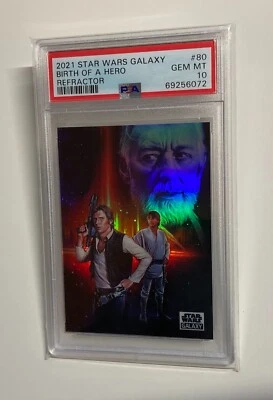 2021 STAR WARS GALAXY #80
BIRTH OF A HERO GEM MT
REFRACTOR 10
PSA 69256072
STAR
WARS
GALAXY